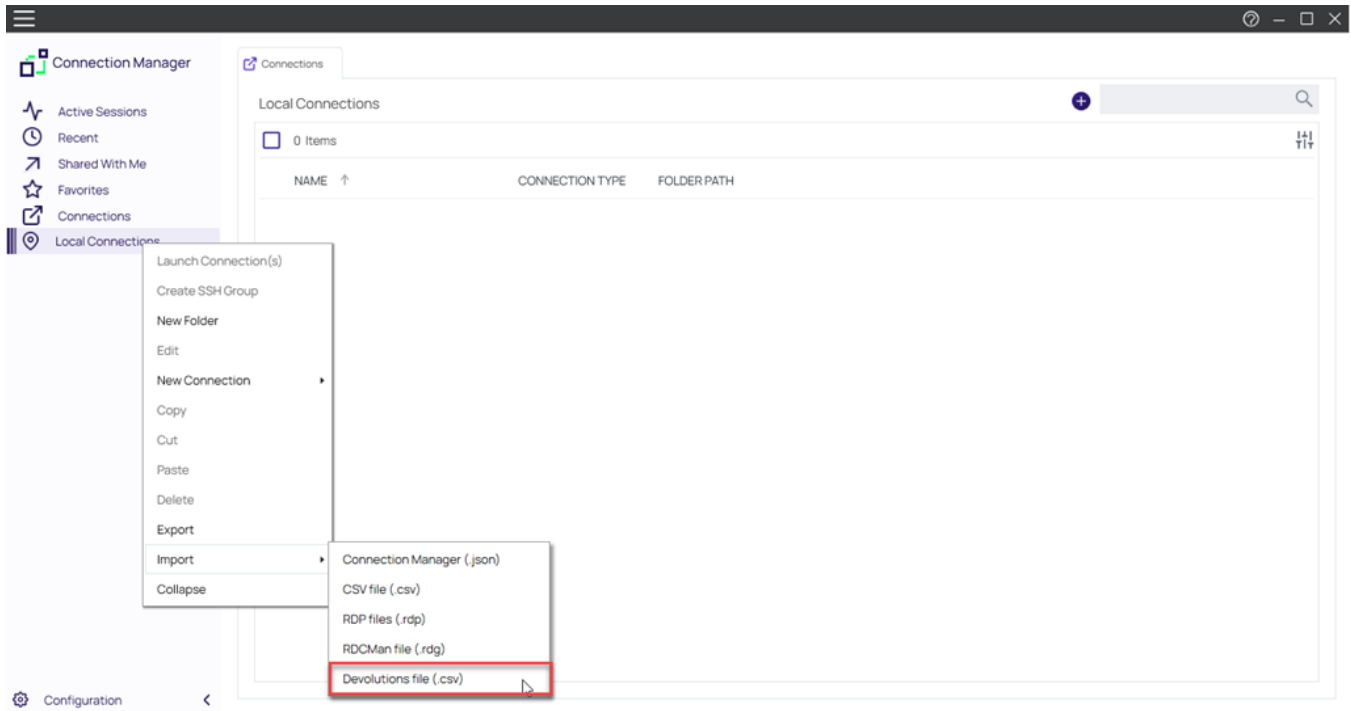 Connection Manager
Active Sessions
Recent
Shared With Me
Favorites
Connections
Local Connections
Connections
Local Connections
0 Items
NAME
CONNECTION TYPE
FOLDER PATH
Launch Connection(s)
Create SSH Group
New Folder
Edit
New Connection
Copy
Cut
Paste
Delete
Export
Import
Collapse
Connection Manager (.json)
CSV file (.csv)
RDP files (.rdp)
RDCMan file (.rdg)
Devolutions file (.csv)
Configuration